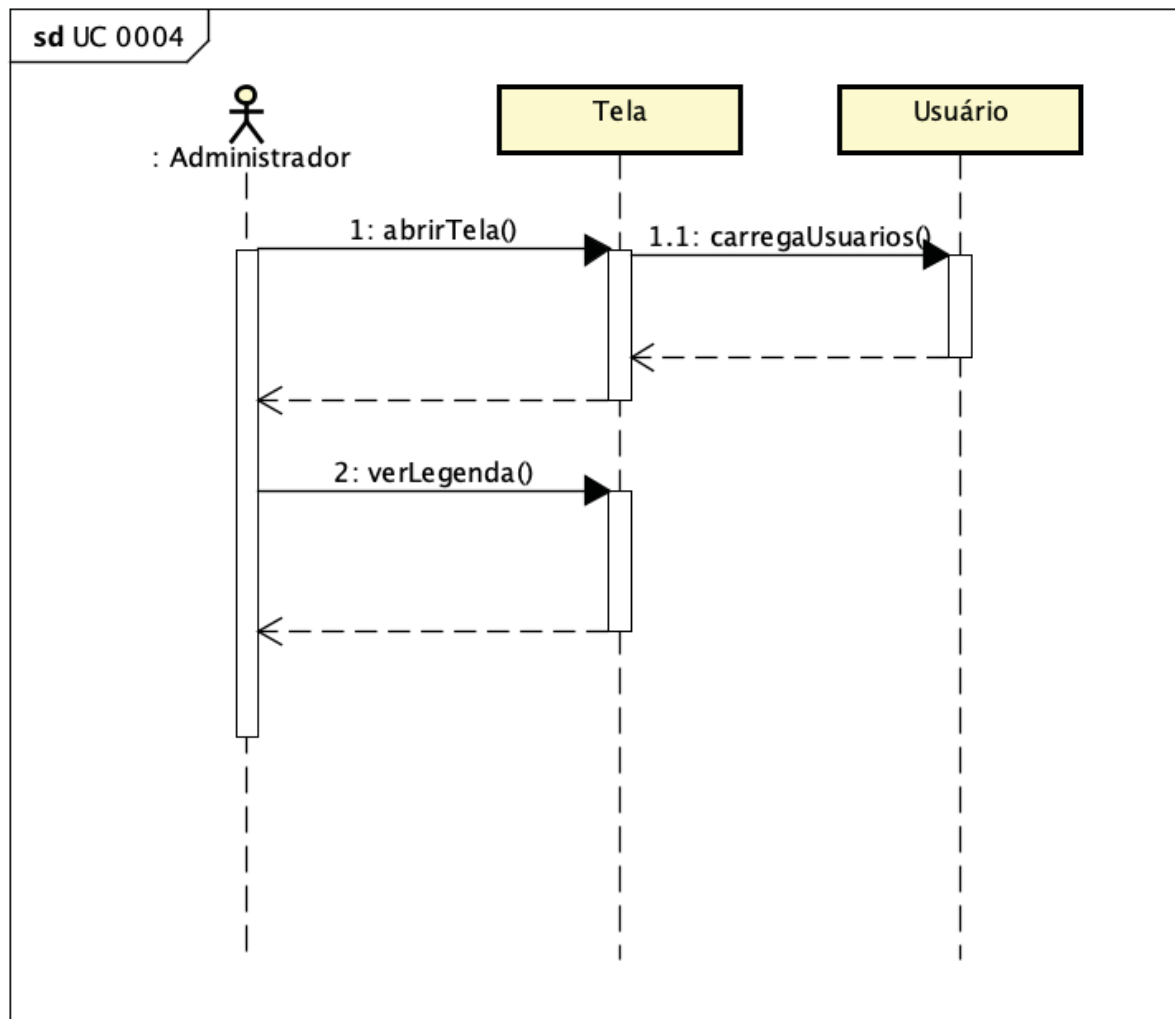 sd UC 0004
: Administrador
Tela
Usuário
1: abrirTela()
1.1: carregaUsuarios()
2: verLegenda()